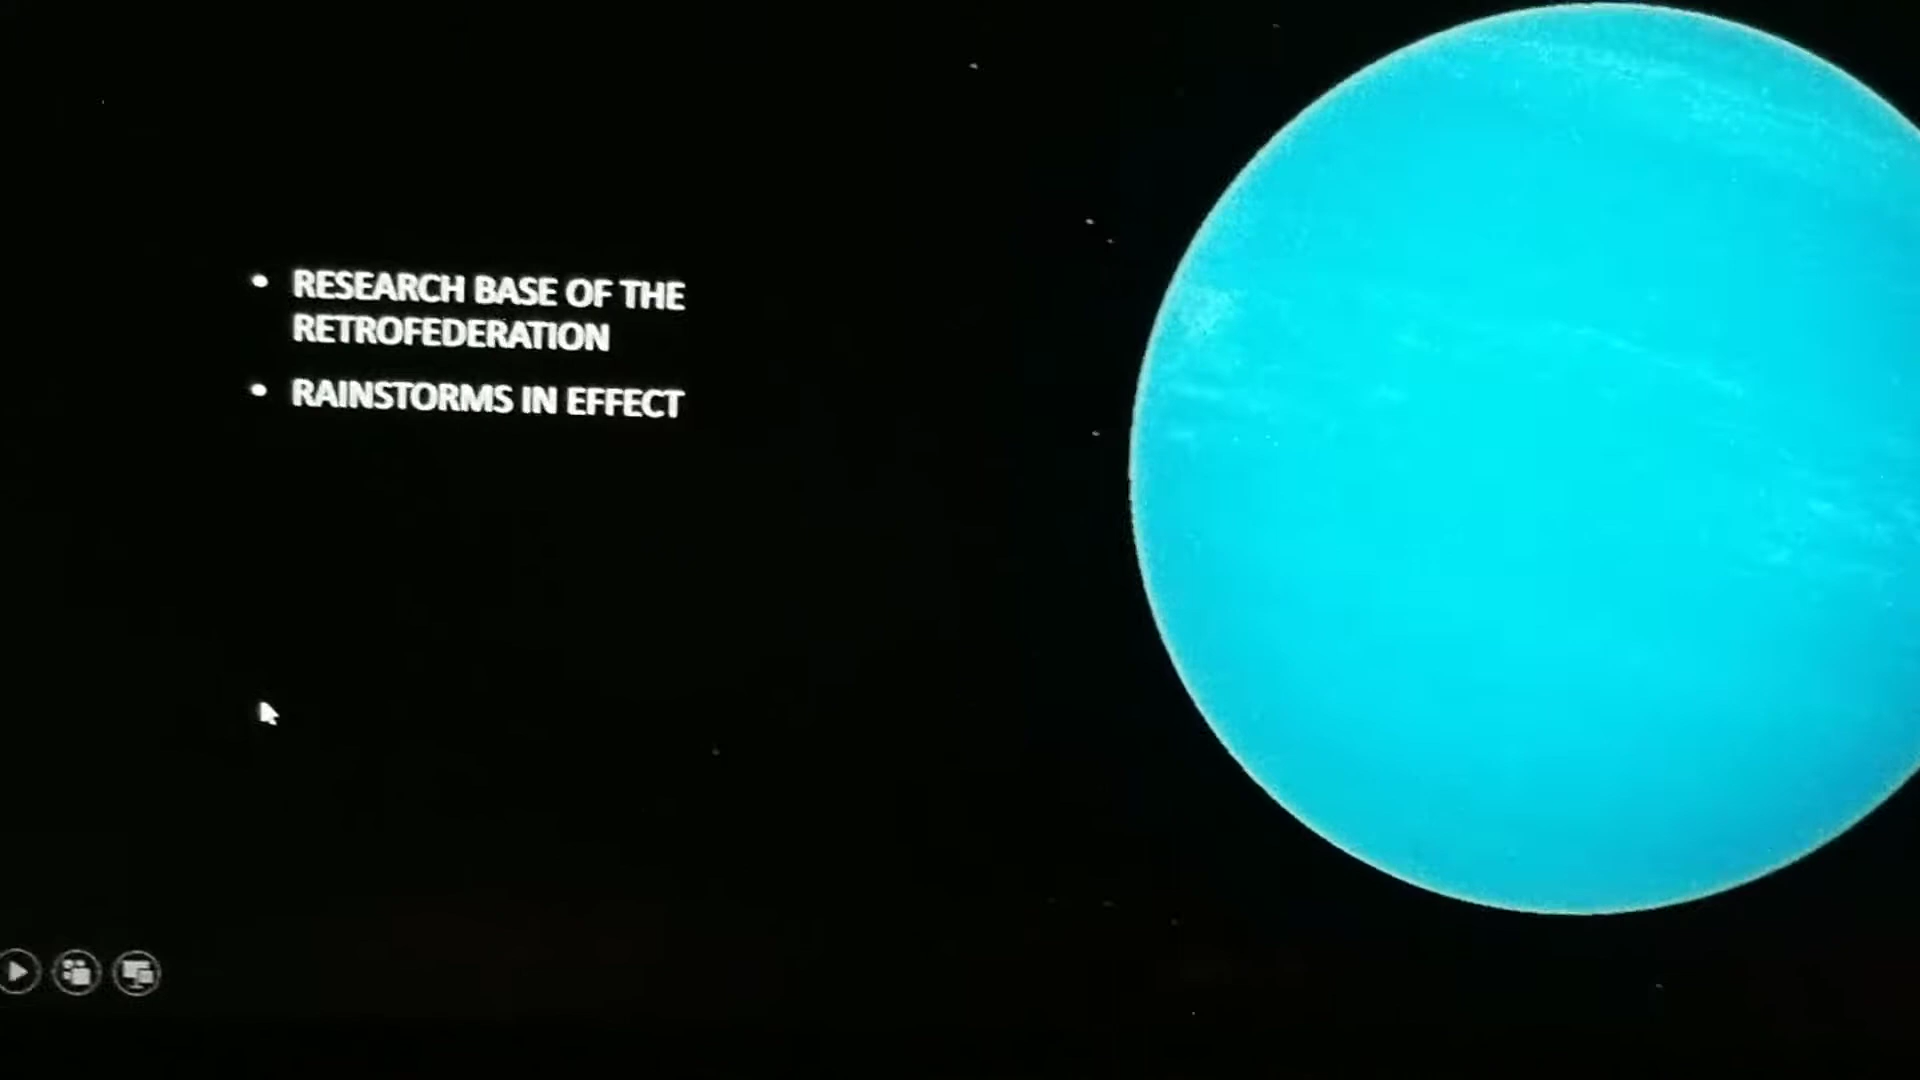 • RESEARCH BASE OF THE
RETROFEDERATION
• RAINSTORMS IN EFFECT